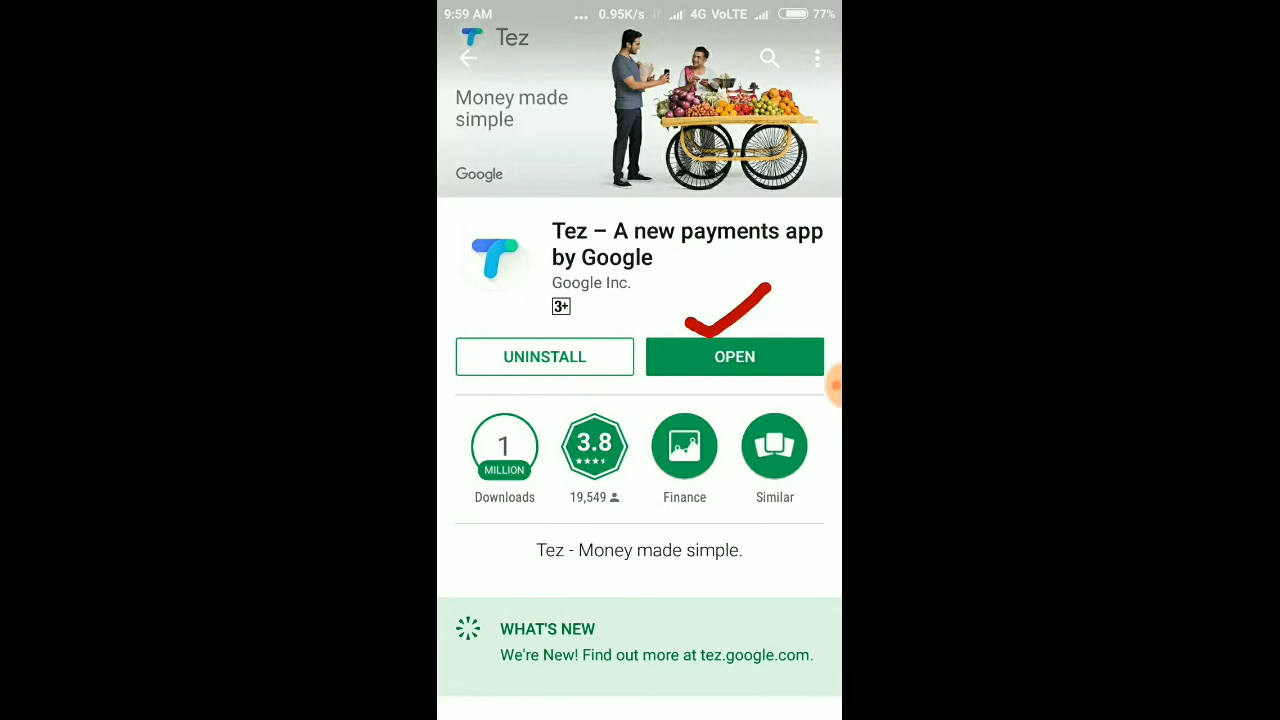 9:59 AM ... 0.95K/s 4G VoLTE 77%
Tez
Money made
simple
Google
Tez – A new payments app
by Google
Google Inc.
3+
UNINSTALL OPEN
1
MILLION
3.8
Downloads 19,549 Finance Similar
Tez - Money made simple.
WHAT'S NEW
We're New! Find out more at tez.google.com.